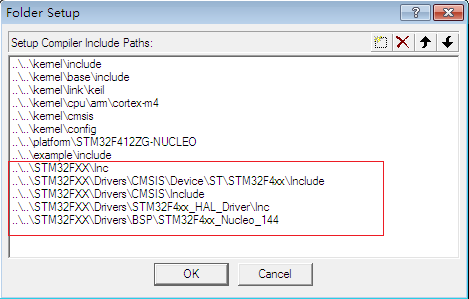 Folder Setup
Setup Compiler Include Paths:
..\..\kernel\include
..\..\kernel\base\include
..\..\kernel\link\keil
..\..\kernel\cpu\arm\cortex-m4
..\..\kernel\cmsis
..\..\kernel\config
..\..\platform\STM32F412ZG-NUCLEO
..\..\example\include
..\..\STM32FXX\Inc
..\..\STM32FXX\Drivers\CMSIS\Device\ST\STM32F4xx\Include
..\..\STM32FXX\Drivers\CMSIS\Include
..\..\STM32FXX\Drivers\STM32F4xx_HAL_Driver\Inc
..\..\STM32FXX\Drivers\BSP\STM32F4xx_Nucleo_144
OK Cancel